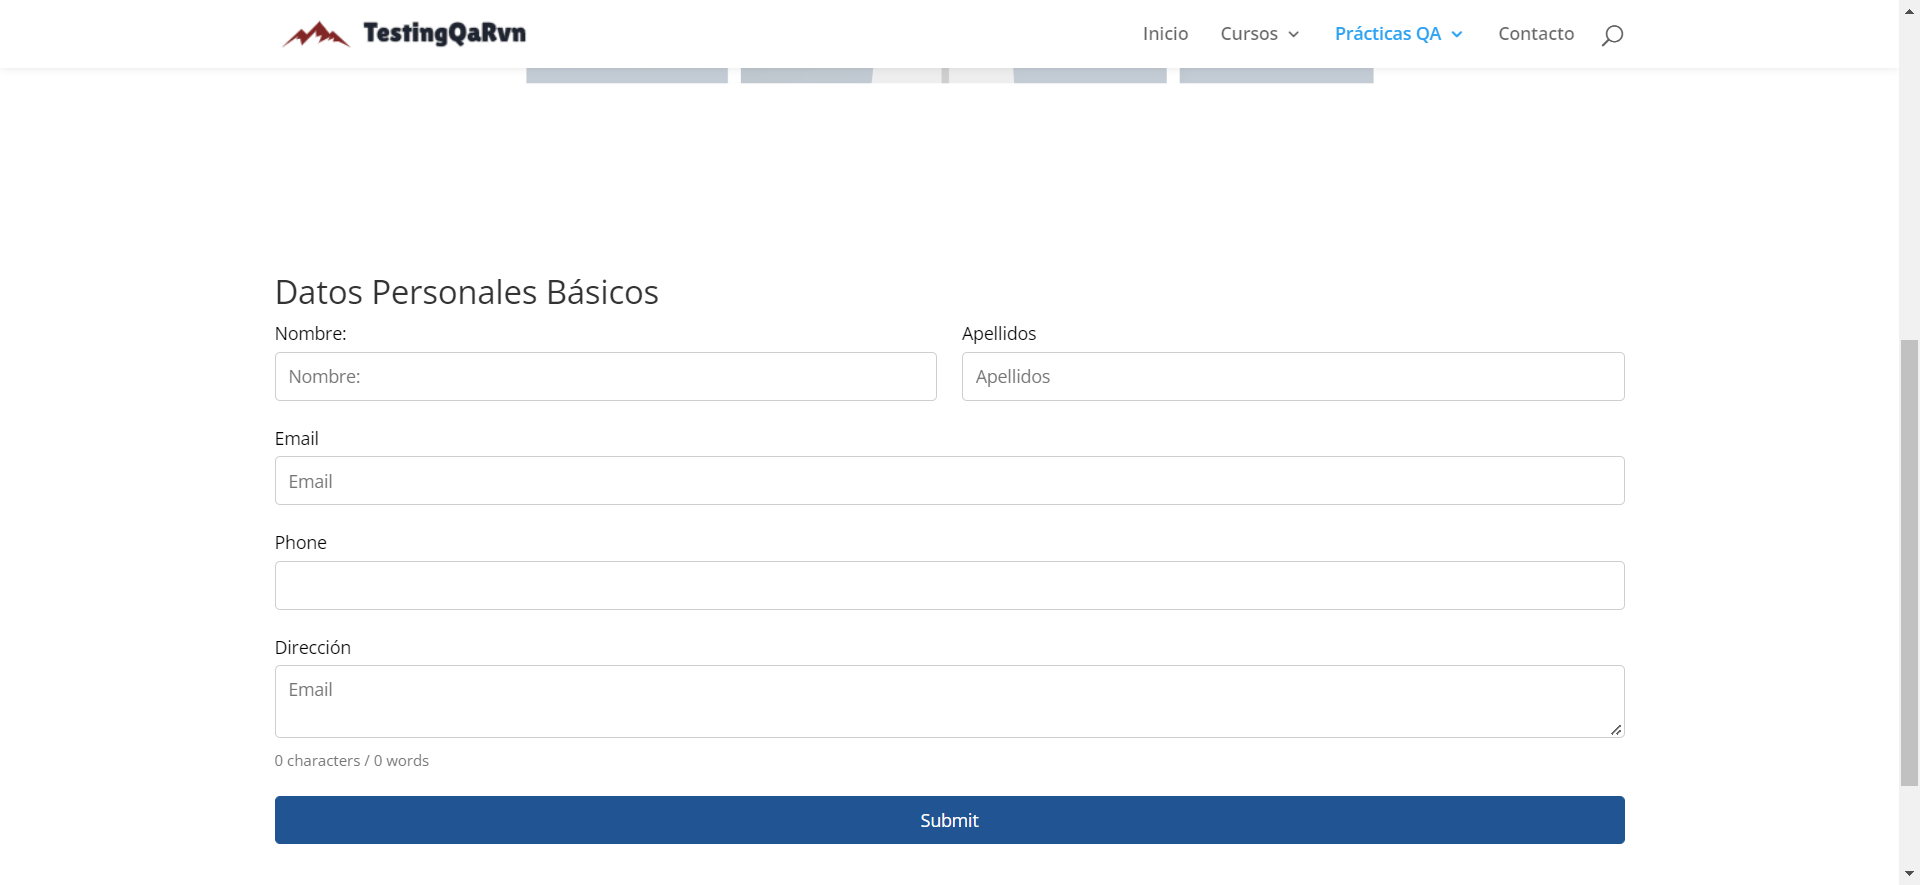 TestingQaRvn
Inicio Cursos Prácticas QA Contacto
Datos Personales Básicos
Nombre: Apellidos
Nombre: Apellidos
Email
Email
Phone
Dirección
Email
0 characters / 0 words
Submit